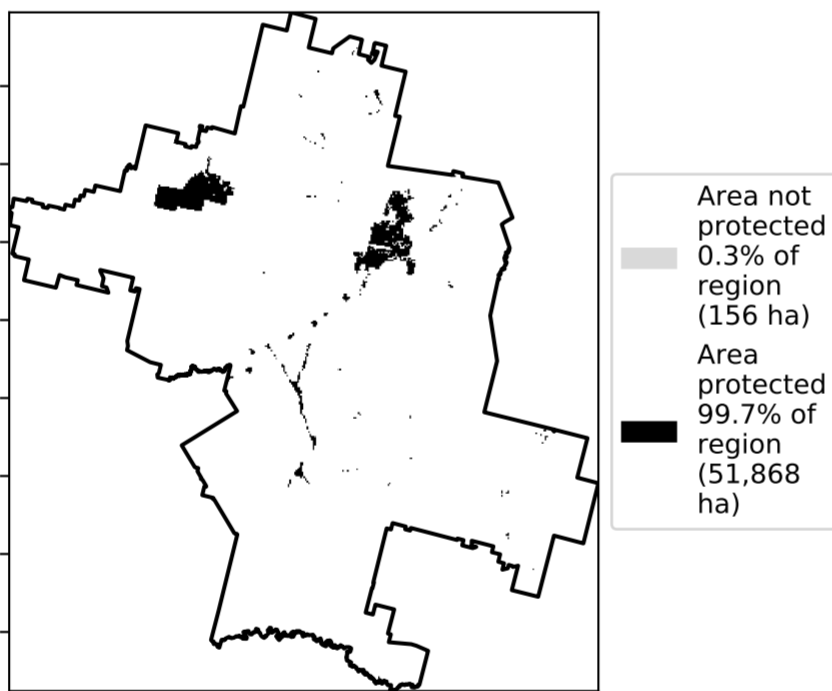 Area not
protected
0.3% of
region
(156 ha)
Area
protected
99.7% of
region
(51,868
ha)